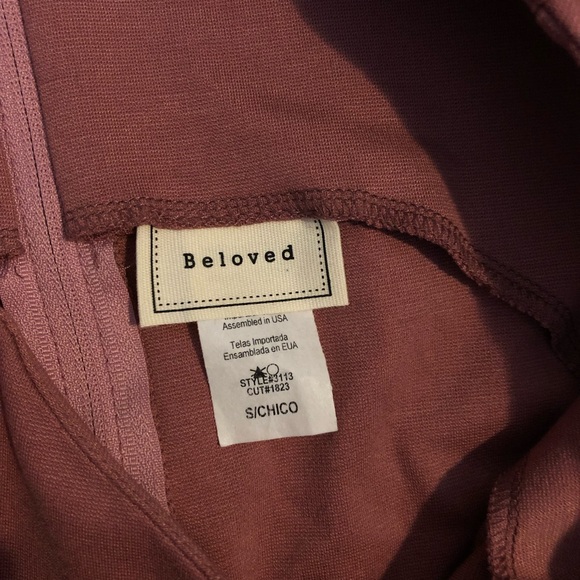 Beloved
Assembled in USA
Telas Importada
Ensamblada en EUA
STYLE#3113
CUT#1823
S/CHICO